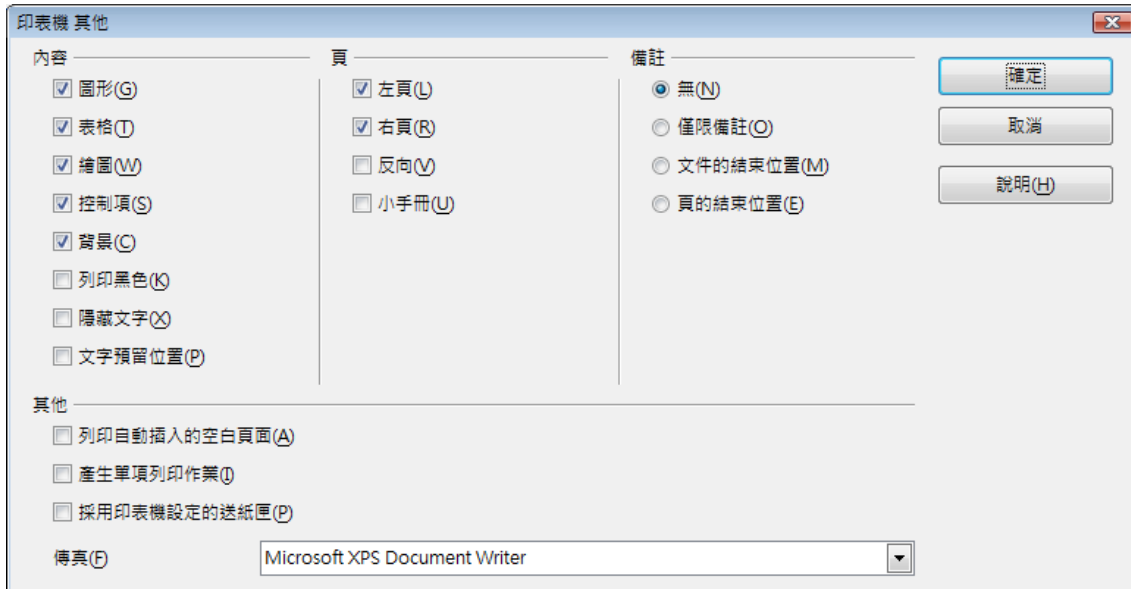 印表機 其他
內容
圖形(G)
表格(T)
繪圖(W)
控制項(S)
背景(C)
列印黑色(K)
隱藏文字(X)
文字預留位置(P)
頁
左頁(L)
右頁(R)
反向(V)
小手冊(U)
備註
無(N)
僅限備註(O)
文件的結束位置(M)
頁的結束位置(E)
確定
取消
說明(H)
其他
列印自動插入的空白頁面(A)
產生單項列印作業(I)
採用印表機設定的送紙匣(P)
傳真(F) Microsoft XPS Document Writer